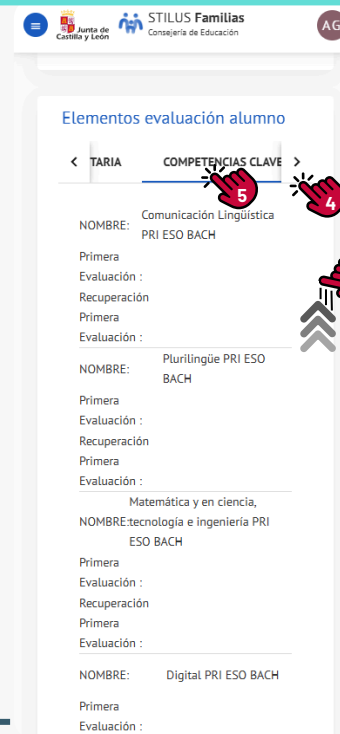 Junta de
Castilla y León
STILUS Familias
Consejería de Educación
AG
Elementos evaluación alumno
TARIA
COMPETENCIAS CLAVE
5
4
NOMBRE:
Comunicación Lingüística
PRI ESO BACH
Primera
Evaluación :
Recuperación
Primera
Evaluación :
NOMBRE:
Plurilingüe PRI ESO
BACH
Primera
Evaluación :
Recuperación
Primera
Evaluación :
Matemática y en ciencia,
NOMBRE:tecnología e ingeniería PRI
ESO BACH
Primera
Evaluación :
Recuperación
Primera
Evaluación :
NOMBRE: Digital PRI ESO BACH
Primera
Evaluación :